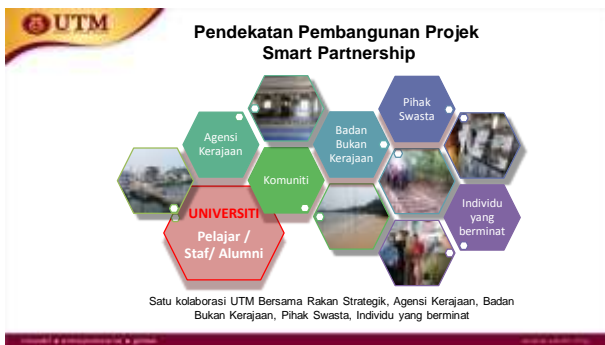 UTM
Pendekatan Pembangunan Projek
Smart Partnership
Pihak
Swasta
Agensi
Kerajaan
Badan
Bukan
Kerajaan
Komuniti
UNIVERSITI
Pelajar /
Staf/ Alumni
Individu
yang
berminat
Satu kolaborasi UTM Bersama Rakan Strategik, Agensi Kerajaan, Badan
Bukan Kerajaan, Pihak Swasta, Individu yang berminat